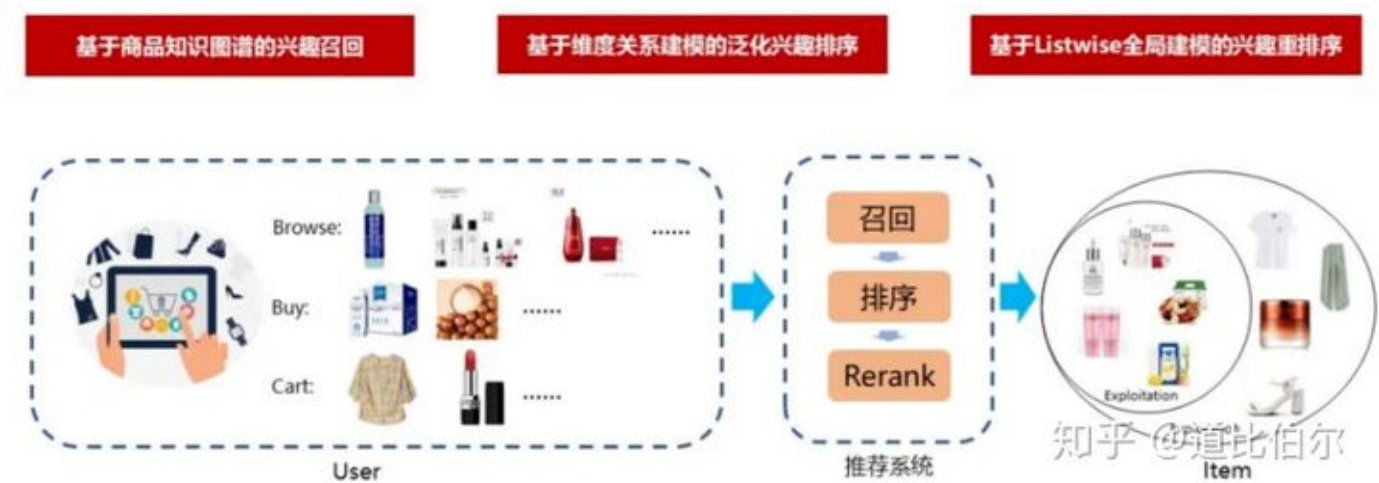 基于商品知识图谱的兴趣召回
基于维度关系建模的泛化兴趣排序
基于Listwise全局建模的兴趣重排序
Browse:
......
Buy:
......
Cart:
......
User
召回
排序
Rerank
推荐系统
Exploitation
Item
知乎 @道比伯尔